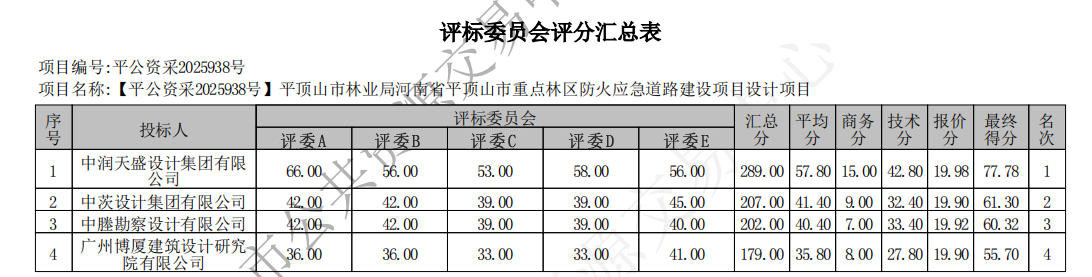 评标委员会评分汇总表
项目编号:平公资采2025938号
项目名称:【平公资采2025938号】平顶山市林业局河南省平顶山市重点林区防火应急道路建设项目设计项目
序号 投标人 评标委员会 汇总分 平均分 商务分 技术分 报价分 最终得分 名次
评委A 评委B 评委C 评委D 评委E
1 中润天盛设计集团有限公司 66.00 56.00 53.00 58.00 56.00 289.00 57.80 15.00 42.80 19.98 77.78 1
2 中茨设计集团有限公司 42.00 42.00 39.00 39.00 45.00 207.00 41.40 9.00 32.40 19.90 61.30 2
3 中塍勘察设计有限公司 42.00 42.00 39.00 39.00 40.00 202.00 40.40 7.00 33.40 19.92 60.32 3
4 广州博厦建筑设计研究院有限公司 36.00 36.00 33.00 33.00 41.00 179.00 35.80 8.00 27.80 19.90 55.70 4